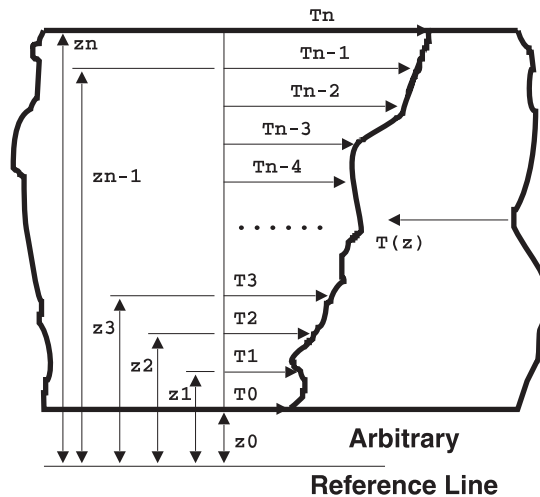 Tn
zn
Tn-1
Tn-2
Tn-3
Tn-4
zn-1
......
T(z)
T3
z3
T2
z2
T1
z1
T0
z0
Arbitrary
Reference Line